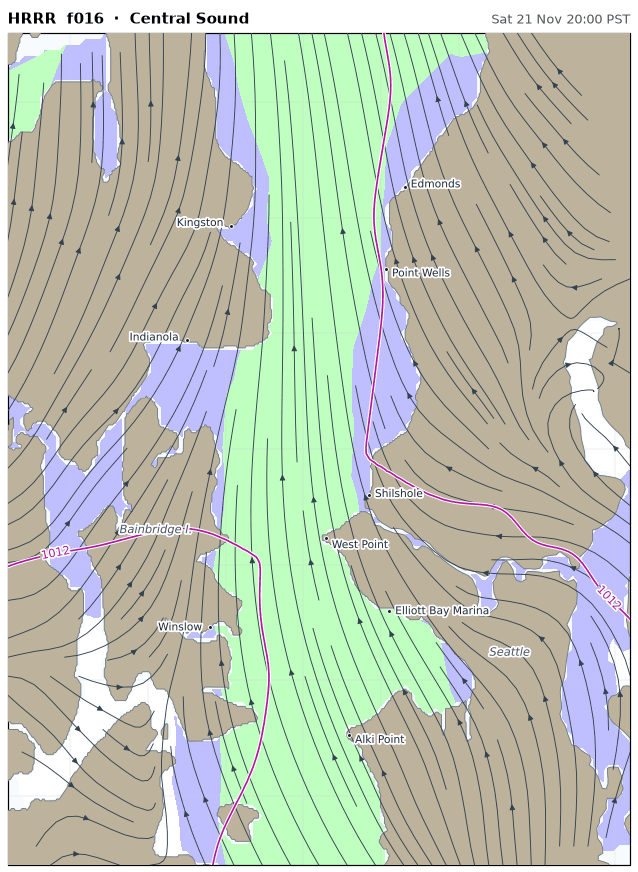 HRRR f016 · Central Sound
Sat 21 Nov 20:00 PST
Edmonds
Kingston
Point Wells
Indianola
Shilshole
Bainbridge I.
West Point
1012
1012
Elliott Bay Marina
Winslow
Seattle
Alki Point